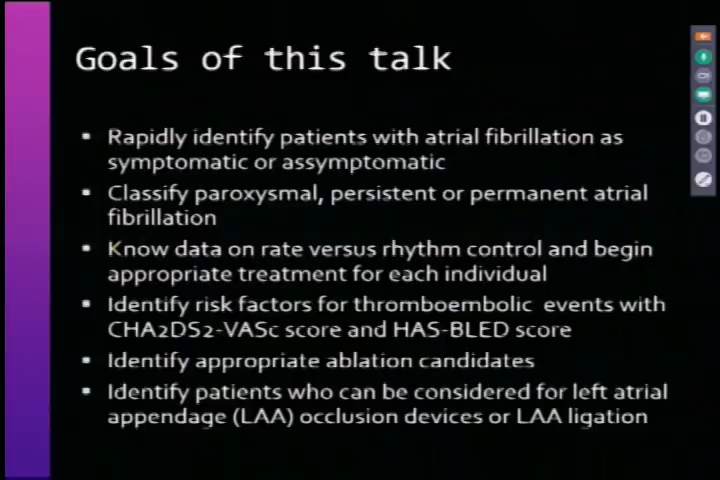 Goals of this talk
▪ Rapidly identify patients with atrial fibrillation as
symptomatic or assymptomatic
▪ Classify paroxysmal, persistent or permanent atrial
fibrillation
▪ Know data on rate versus rhythm control and begin
appropriate treatment for each individual
▪ Identify risk factors for thromboembolic events with
CHA2DS2-VASc score and HAS-BLED score
▪ Identify appropriate ablation candidates
▪ Identify patients who can be considered for left atrial
appendage (LAA) occlusion devices or LAA ligation